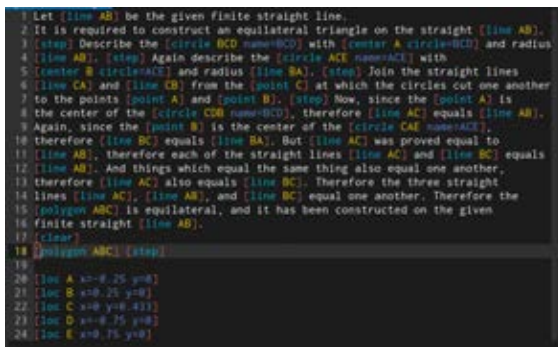 1 Let [line AB] be the given finite straight line.
2 It is required to construct an equilateral triangle on the straight [line AB].
3 [step] Describe the [circle BCD name=BCD] with [center A circle=BCD] and radius
4 [line AB]. [step] Again describe the [circle ACE name=ACE] with
5 [center B circle=ACE] and radius [line BA]. [step] Join the straight lines
6 [line CA] and [line CB] from the [point C] at which the circles cut one another
7 to the points [point A] and [point B]. [step] Now, since the [point A] is
8 the center of the [circle CDB name=BCD], therefore [line AC] equals [line AB].
9 Again, since the [point B] is the center of the [circle CAE name=ACE],
10 therefore [line BC] equals [line BA]. But [line AC] was proved equal to
11 [line AB], therefore each of the straight lines [line AC] and [line BC] equals
12 [line AB]. And things which equal the same thing also equal one another,
13 therefore [line AC] also equals [line BC]. Therefore the three straight
14 lines [line AC], [line AB], and [line BC] equal one another. Therefore the
15 [polygon ABC] is equilateral, and it has been constructed on the given
16 finite straight [line AB].
17 [clear]
18 [polygon ABC] [step]
19
20 [loc A x=-0.25 y=0]
21 [loc B x=0.25 y=0]
22 [loc C x=0 y=0.433]
23 [loc D x=-0.75 y=0]
24 [loc E x=0.75 y=0]